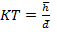 KT = h̅/d̅